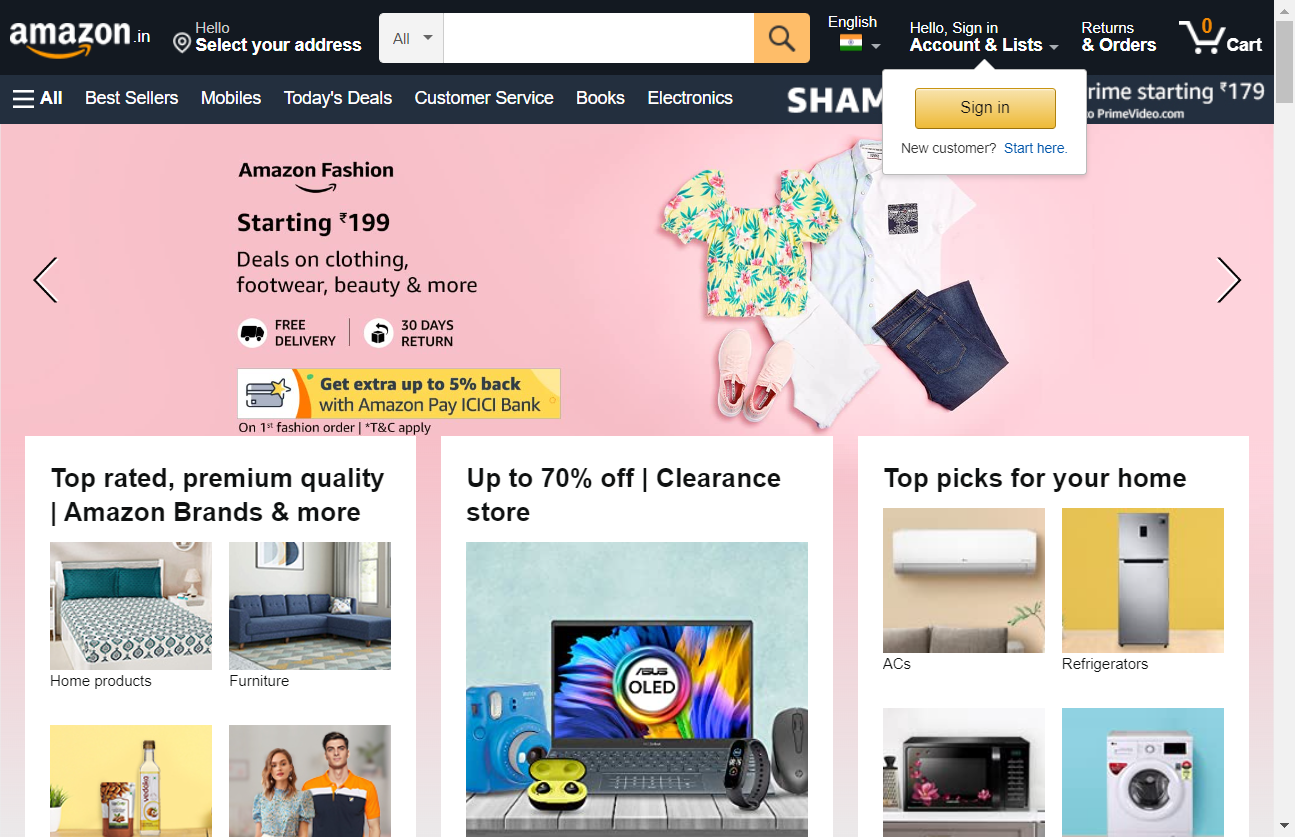 amazon.in
Hello
Select your address
All
English
Hello, Sign in
Account & Lists
Returns
& Orders
0
Cart
All
Best Sellers
Mobiles
Today's Deals
Customer Service
Books
Electronics
SHAM
rime starting ₹179
o PrimeVideo.com
Sign in
New customer? Start here.
Amazon Fashion
Starting ₹199
Deals on clothing,
footwear, beauty & more
FREE
DELIVERY
30 DAYS
RETURN
Get extra up to 5% back
with Amazon Pay ICICI Bank
On 1st fashion order | *T&C apply
Top rated, premium quality
| Amazon Brands & more
Home products
Furniture
vedaka
Up to 70% off | Clearance
store
ASUS
OLED
hp
Top picks for your home
ACs
Refrigerators